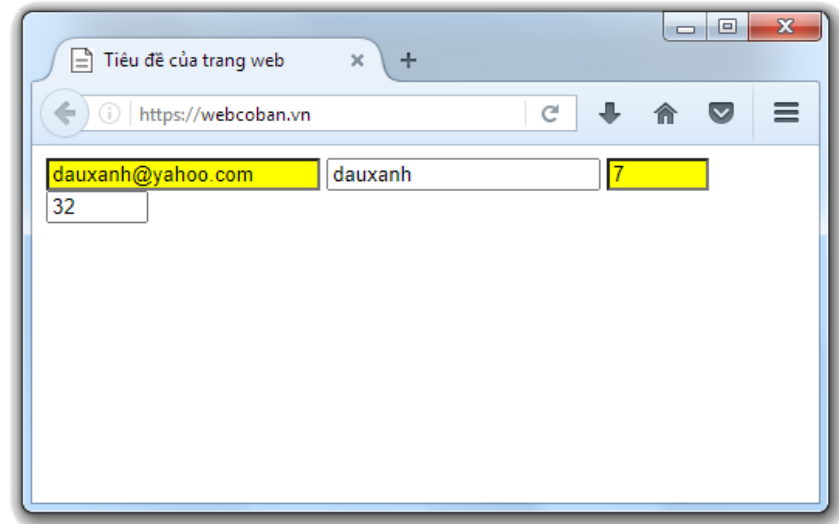 Tiêu đề của trang web
https://webcoban.vn
dauxanh@yahoo.com dauxanh 7
32